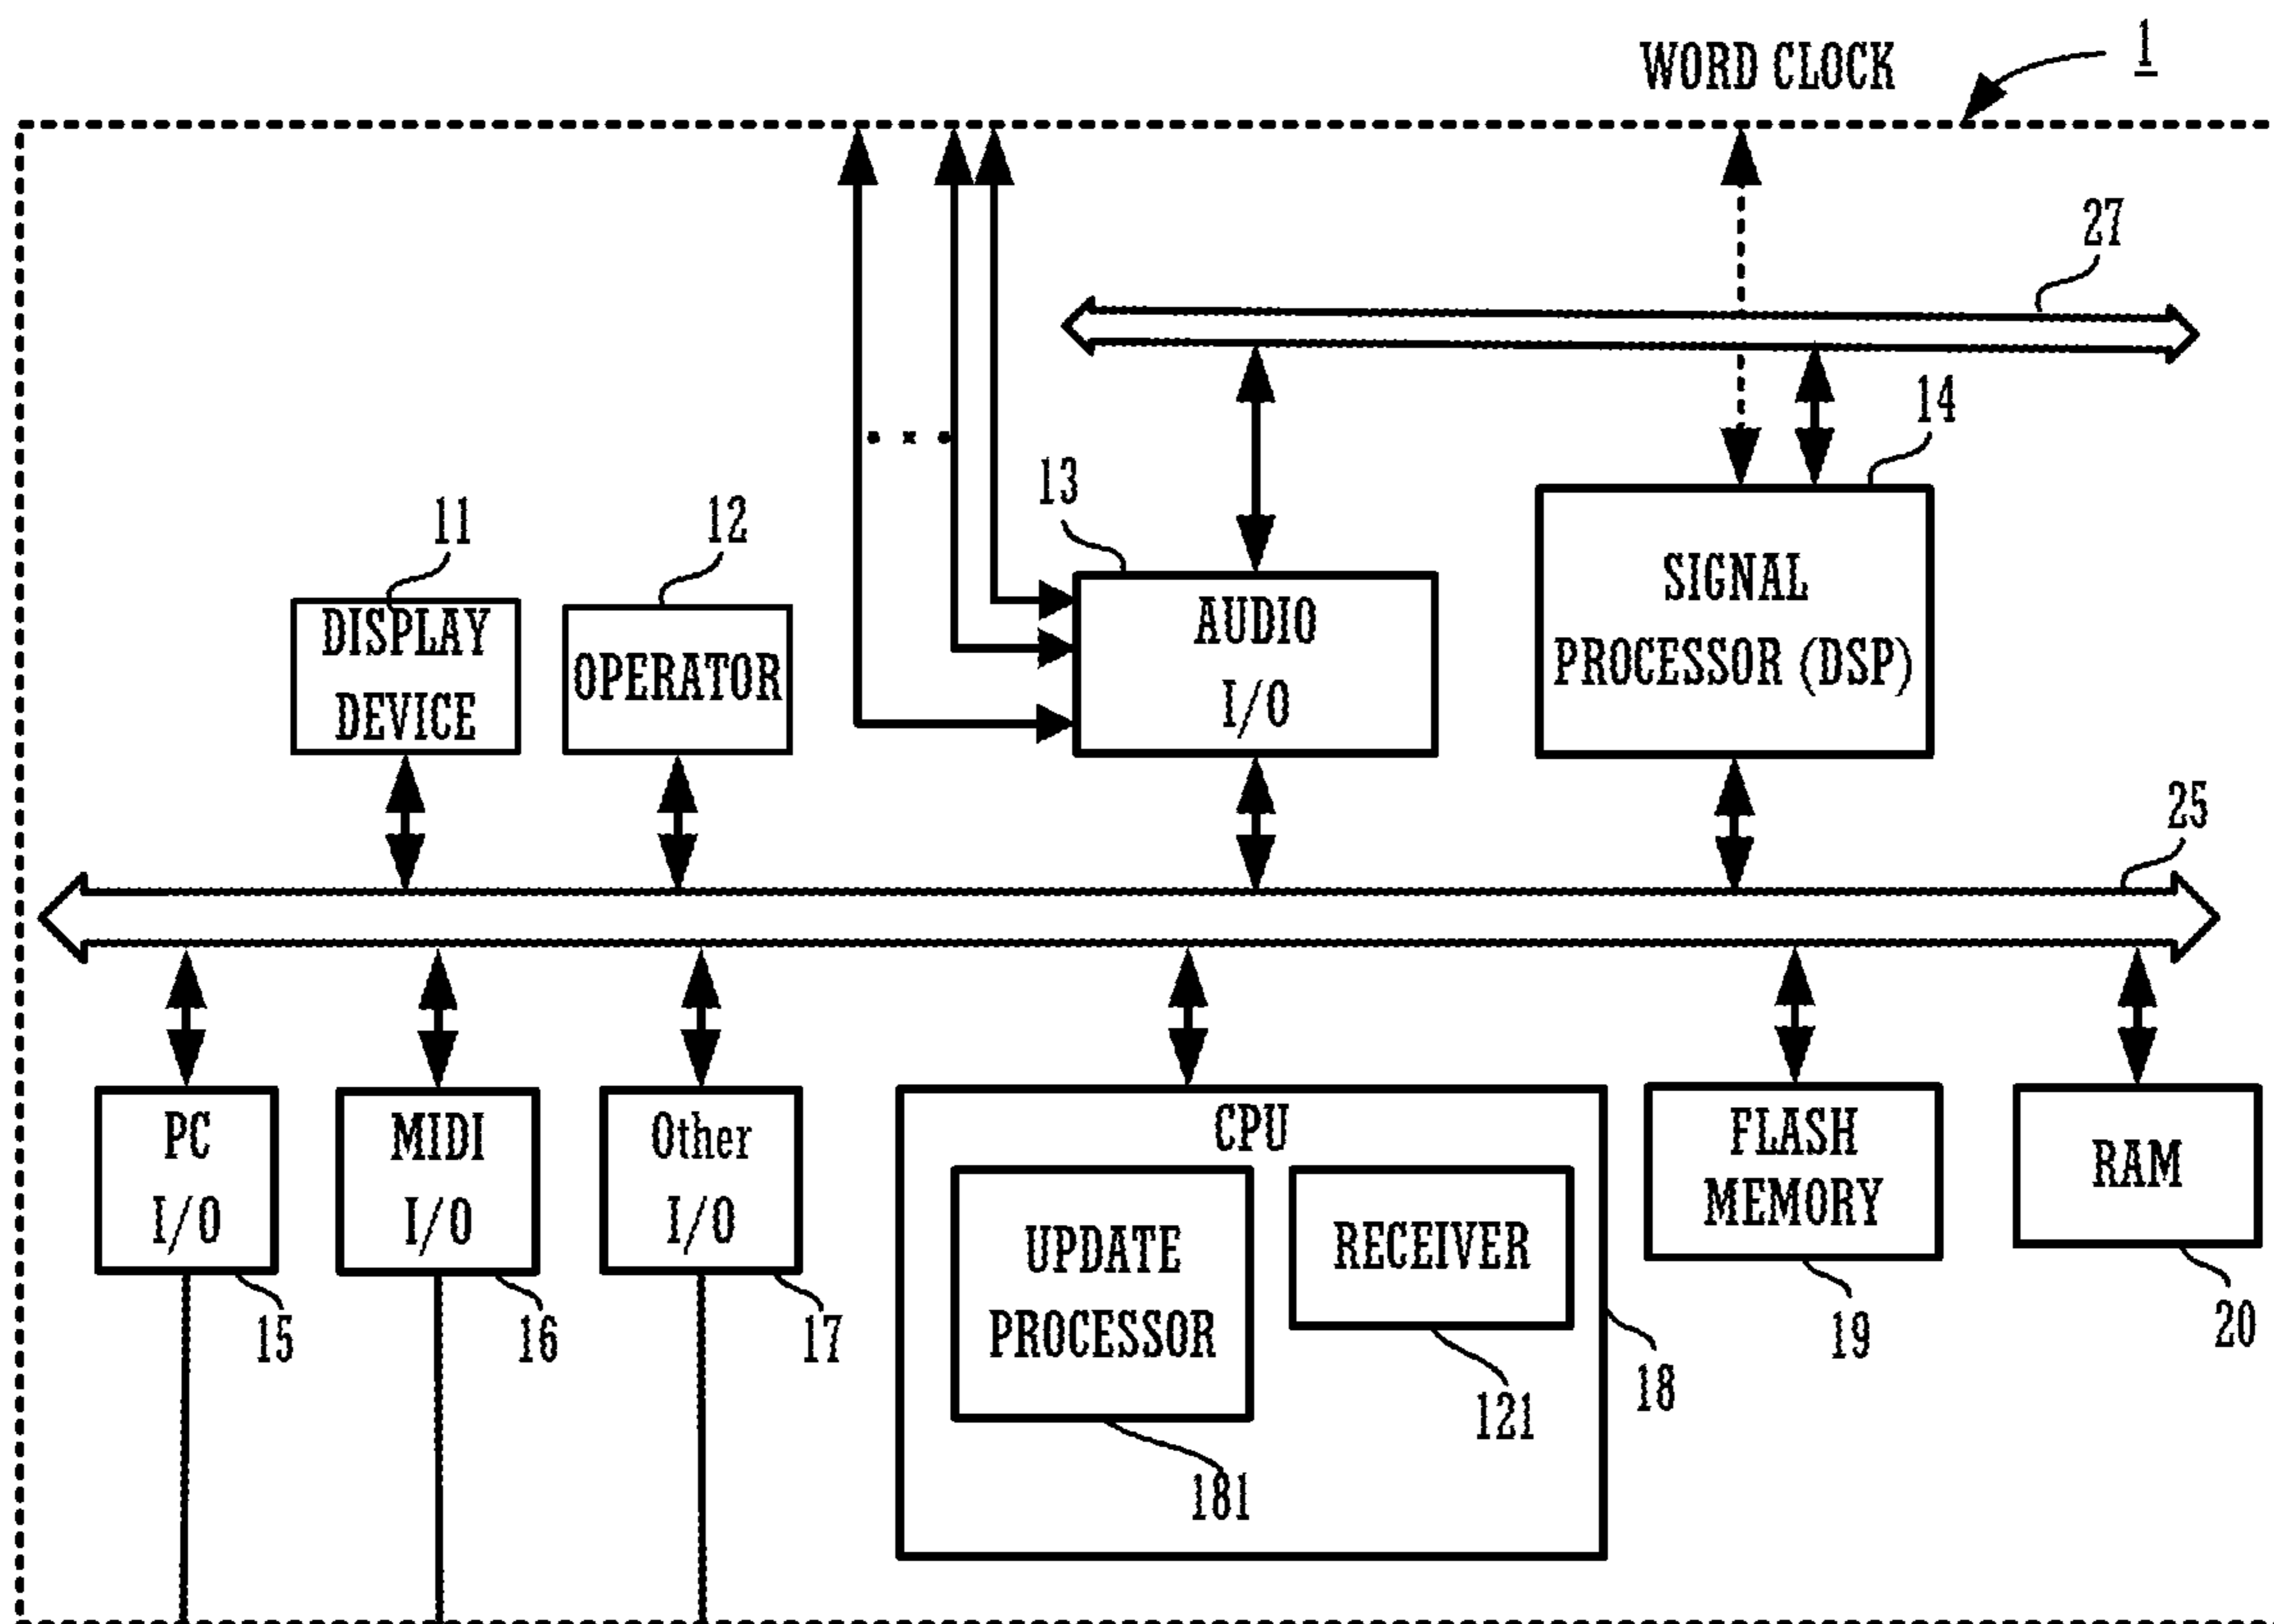 WORD CLOCK
1
27
14
13
11
12
DISPLAY
DEVICE
OPERATOR
AUDIO
I/O
SIGNAL
PROCESSOR (DSP)
25
PC
I/O
MIDI
I/O
Other
I/O
CPU
UPDATE
PROCESSOR
RECEIVER
FLASH
MEMORY
RAM
15
16
17
181
121
18
19
20